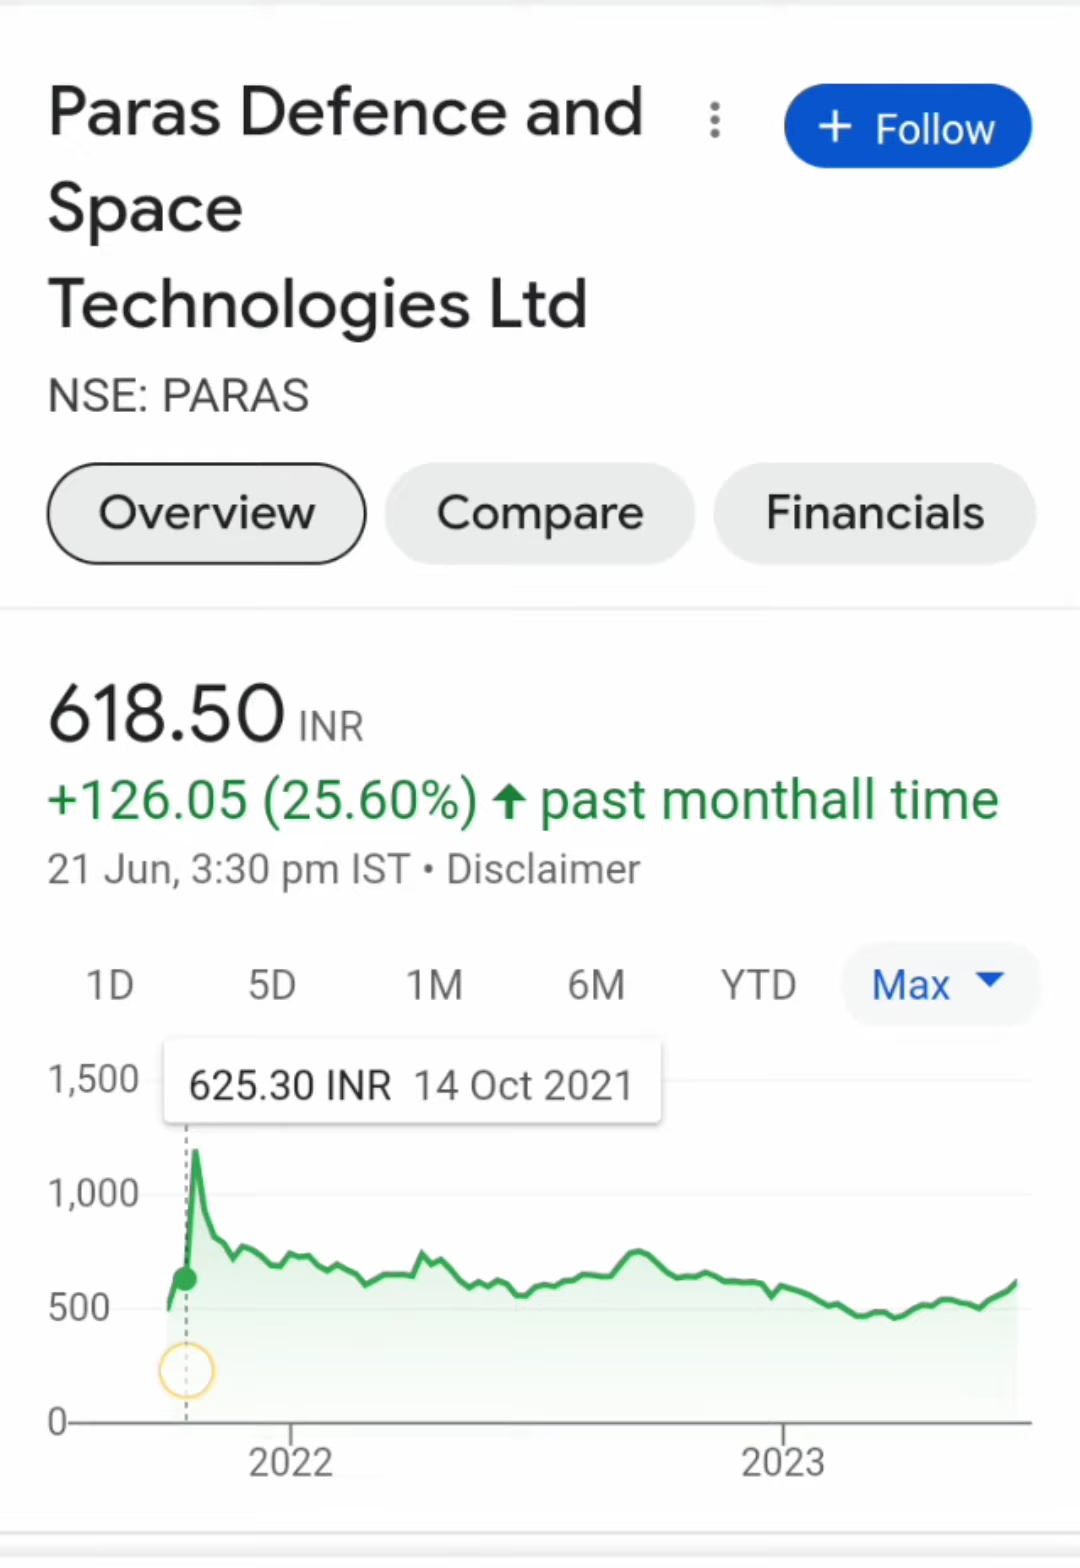 Paras Defence and
Space
Technologies Ltd
+ Follow
NSE: PARAS
Overview Compare Financials
618.50 INR
+126.05 (25.60%) ↑ past monthall time
21 Jun, 3:30 pm IST • Disclaimer
1D 5D 1M 6M YTD Max
625.30 INR 14 Oct 2021
1,500
1,000
500
0
2022 2023